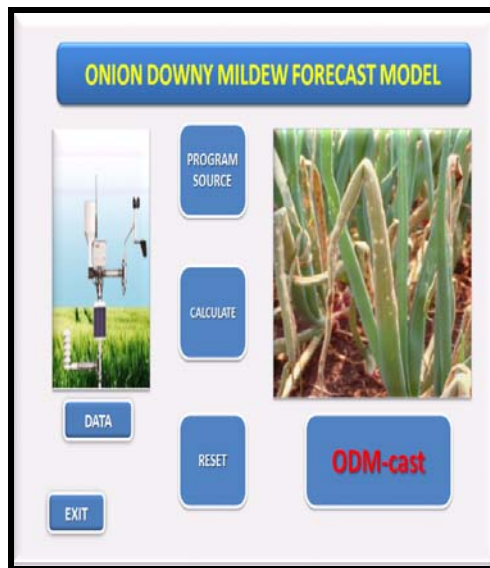 ONION DOWNY MILDEW FORECAST MODEL
PROGRAM
SOURCE
CALCULATE
DATA
RESET
ODM-cast
EXIT